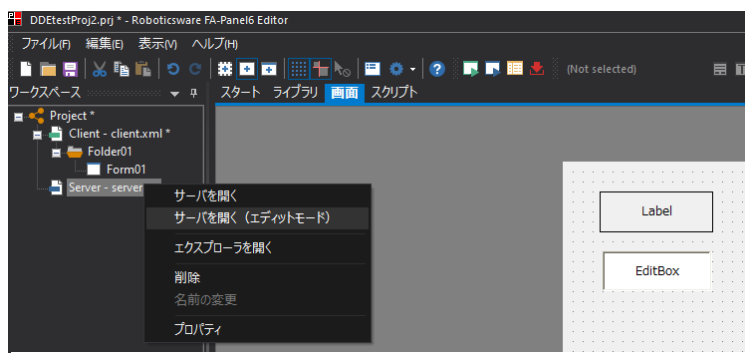 DDEtestProj2.prj * - Roboticsware FA-Panel6 Editor
ファイル(F) 編集(E) 表示(V) ヘルプ(H)
(Not selected)
ワークスペース
スタート ライブラリ 画面 スクリプト
Project *
Client - client.xml *
Folder01
Form01
Server - server
サーバを開く
サーバを開く（エディットモード）
エクスプローラを開く
削除
名前の変更
プロパティ
Label
EditBox